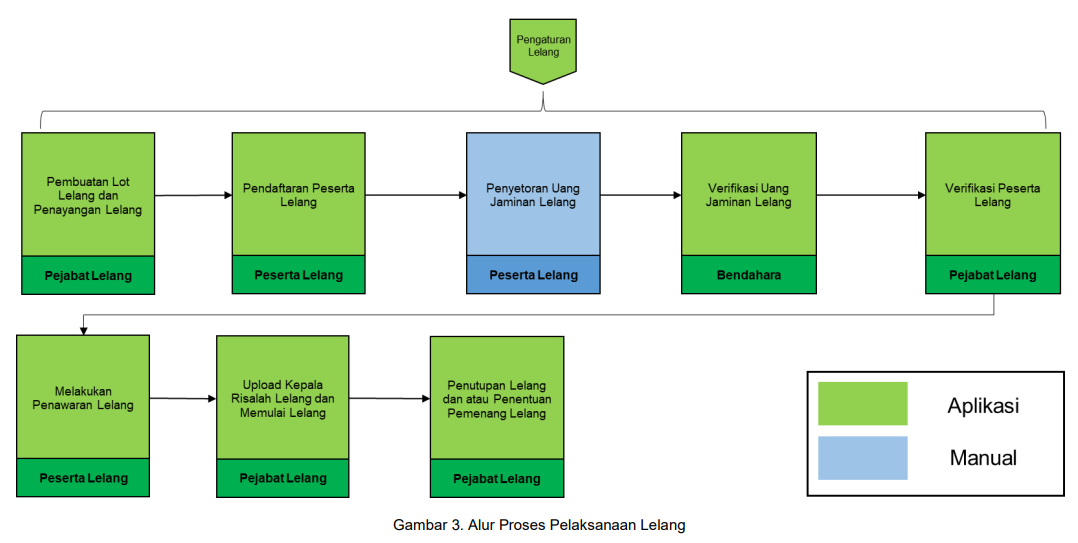 Pengaturan
Lelang
Pembuatan Lot
Lelang dan
Penayangan Lelang
Pejabat Lelang
Pendaftaran Peserta
Lelang
Peserta Lelang
Penyetoran Uang
Jaminan Lelang
Peserta Lelang
Verifikasi Uang
Jaminan Lelang
Bendahara
Verifikasi Peserta
Lelang
Pejabat Lelang
Melakukan
Penawaran Lelang
Peserta Lelang
Upload Kepala
Risalah Lelang dan
Memulai Lelang
Pejabat Lelang
Penutupan Lelang
dan atau Penentuan
Pemenang Lelang
Pejabat Lelang
Aplikasi
Manual
Gambar 3. Alur Proses Pelaksanaan Lelang